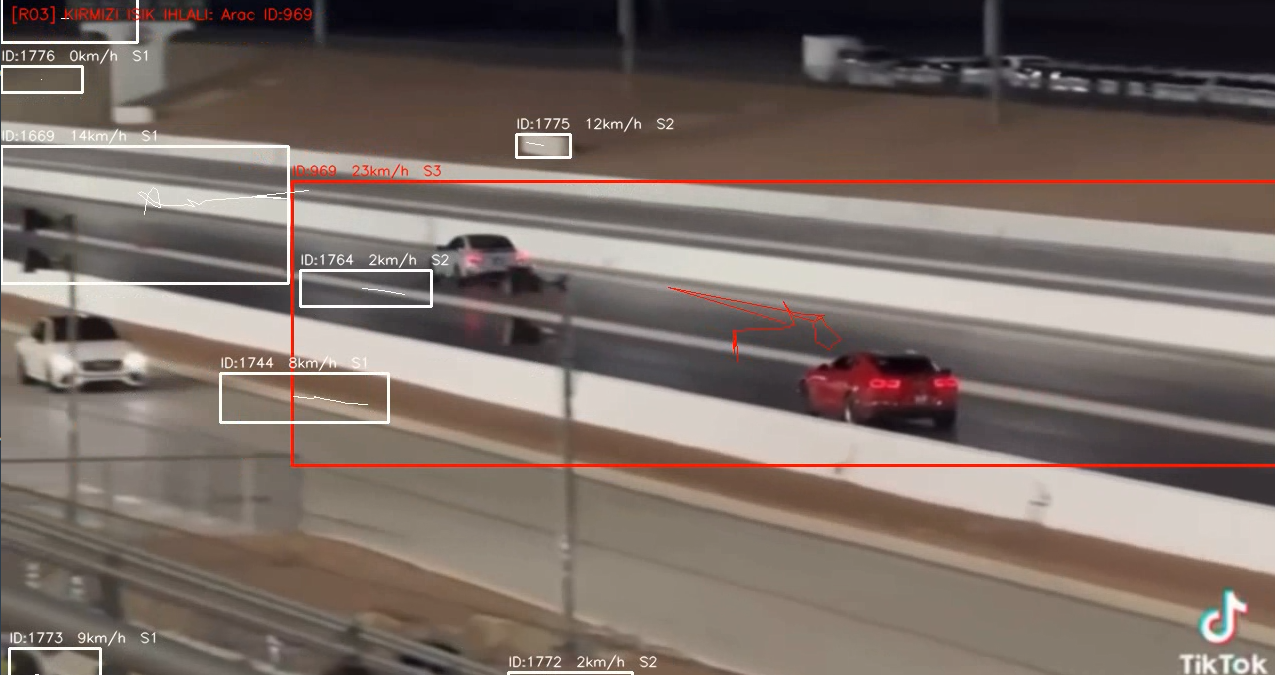 [R03] KIRMIZI ISIK IHLALI: Arac ID:969
ID:1776 0km/h S1
ID:1775 12km/h S2
ID:1669 14km/h S1
ID:969 23km/h S3
ID:1764 2km/h S2
ID:1744 8km/h S1
ID:1773 9km/h S1
ID:1772 2km/h S2
TikTok